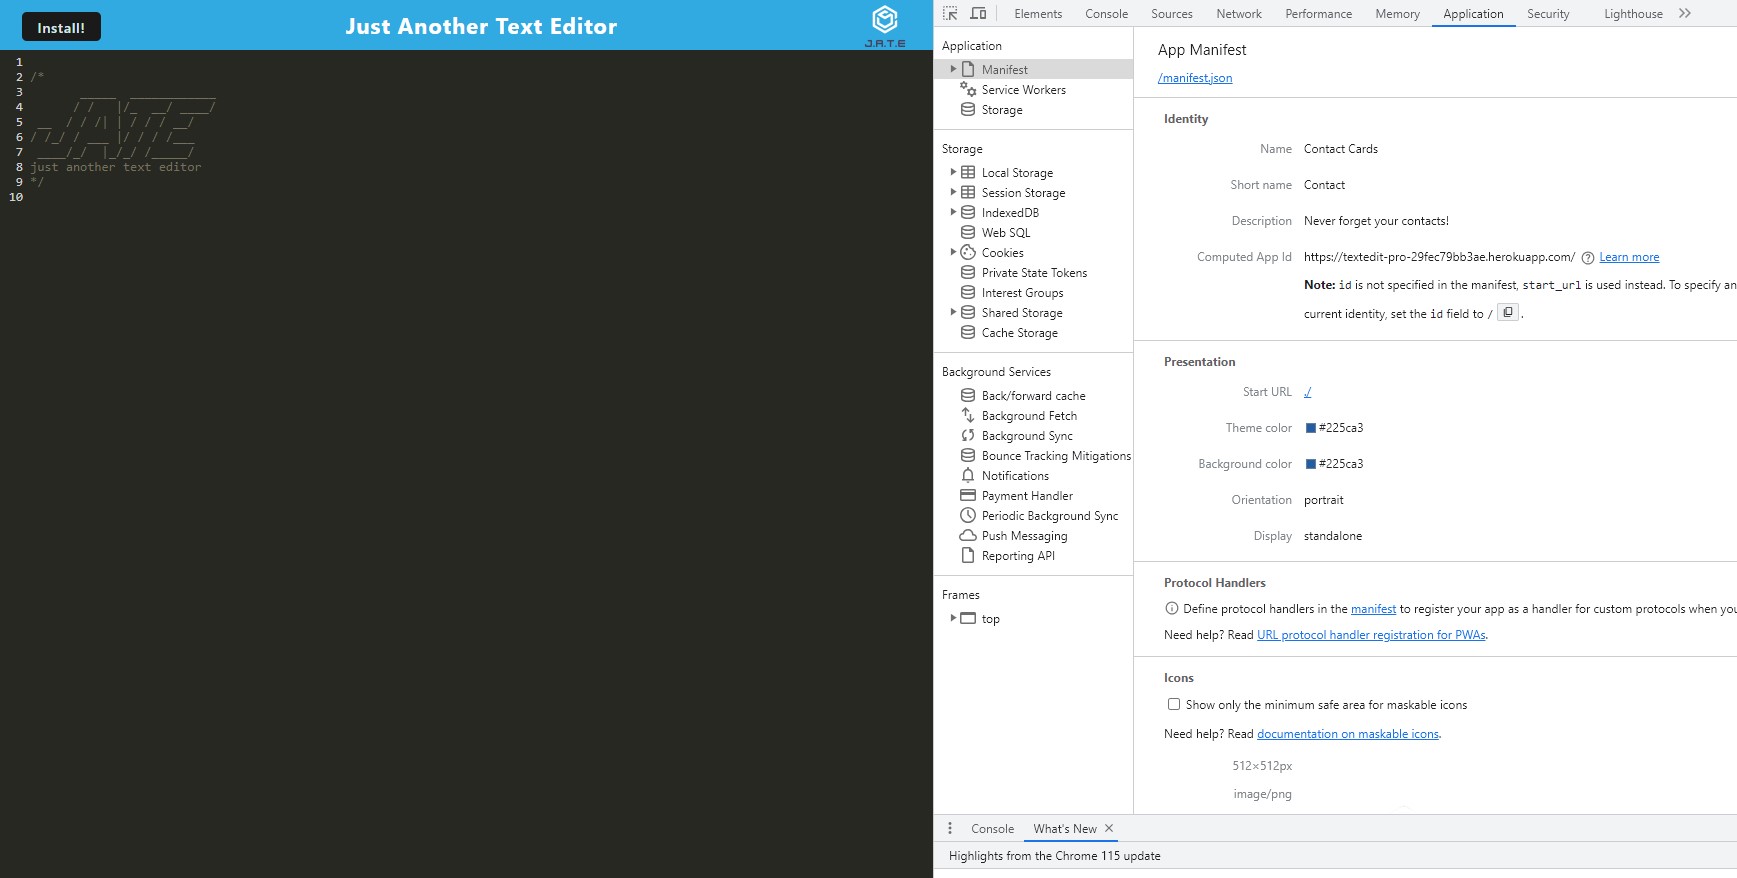 Install!
Just Another Text Editor
J.A.T.E
1
2 /*
3        _____  ____________
4       / /   |/_  __/ ____/
5  __  / / /| | / / / __/
6 / /_/ / ___ |/ / / /___
7  ____/_/  |_/_/ /_____/
8 just another text editor
9 */
10
Elements Console Sources Network Performance Memory Application Security Lighthouse
Application
Manifest
Service Workers
Storage
Storage
Local Storage
Session Storage
IndexedDB
Web SQL
Cookies
Private State Tokens
Interest Groups
Shared Storage
Cache Storage
Background Services
Back/forward cache
Background Fetch
Background Sync
Bounce Tracking Mitigations
Notifications
Payment Handler
Periodic Background Sync
Push Messaging
Reporting API
Frames
top
App Manifest
/manifest.json
Identity
Name Contact Cards
Short name Contact
Description Never forget your contacts!
Computed App Id https://textedit-pro-29fec79bb3ae.herokuapp.com/ Learn more
Note: id is not specified in the manifest, start_url is used instead. To specify an
current identity, set the id field to / .
Presentation
Start URL ./
Theme color #225ca3
Background color #225ca3
Orientation portrait
Display standalone
Protocol Handlers
Define protocol handlers in the manifest to register your app as a handler for custom protocols when you
Need help? Read URL protocol handler registration for PWAs.
Icons
Show only the minimum safe area for maskable icons
Need help? Read documentation on maskable icons.
512×512px
image/png
Console What's New ×
Highlights from the Chrome 115 update